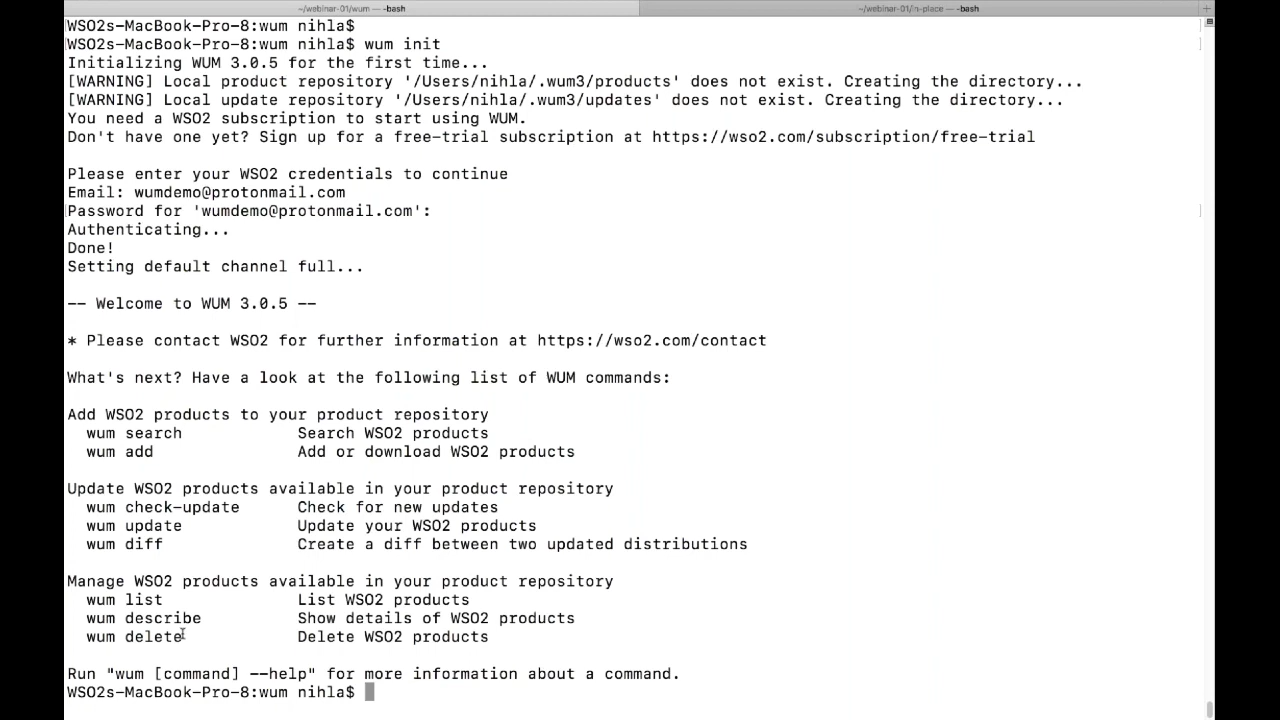 ~/webinar-01/wum — -bash
~/webinar-01/in-place — -bash
WSO2s-MacBook-Pro-8:wum nihla$
WSO2s-MacBook-Pro-8:wum nihla$ wum init
Initializing WUM 3.0.5 for the first time...
[WARNING] Local product repository '/Users/nihla/.wum3/products' does not exist. Creating the directory...
[WARNING] Local update repository '/Users/nihla/.wum3/updates' does not exist. Creating the directory...
You need a WSO2 subscription to start using WUM.
Don't have one yet? Sign up for a free-trial subscription at https://wso2.com/subscription/free-trial
Please enter your WSO2 credentials to continue
Email: wumdemo@protonmail.com
Password for 'wumdemo@protonmail.com':
Authenticating...
Done!
Setting default channel full...
-- Welcome to WUM 3.0.5 --
* Please contact WSO2 for further information at https://wso2.com/contact
What's next? Have a look at the following list of WUM commands:
Add WSO2 products to your product repository
wum search Search WSO2 products
wum add Add or download WSO2 products
Update WSO2 products available in your product repository
wum check-update Check for new updates
wum update Update your WSO2 products
wum diff Create a diff between two updated distributions
Manage WSO2 products available in your product repository
wum list List WSO2 products
wum describe Show details of WSO2 products
wum delete Delete WSO2 products
Run "wum [command] --help" for more information about a command.
WSO2s-MacBook-Pro-8:wum nihla$